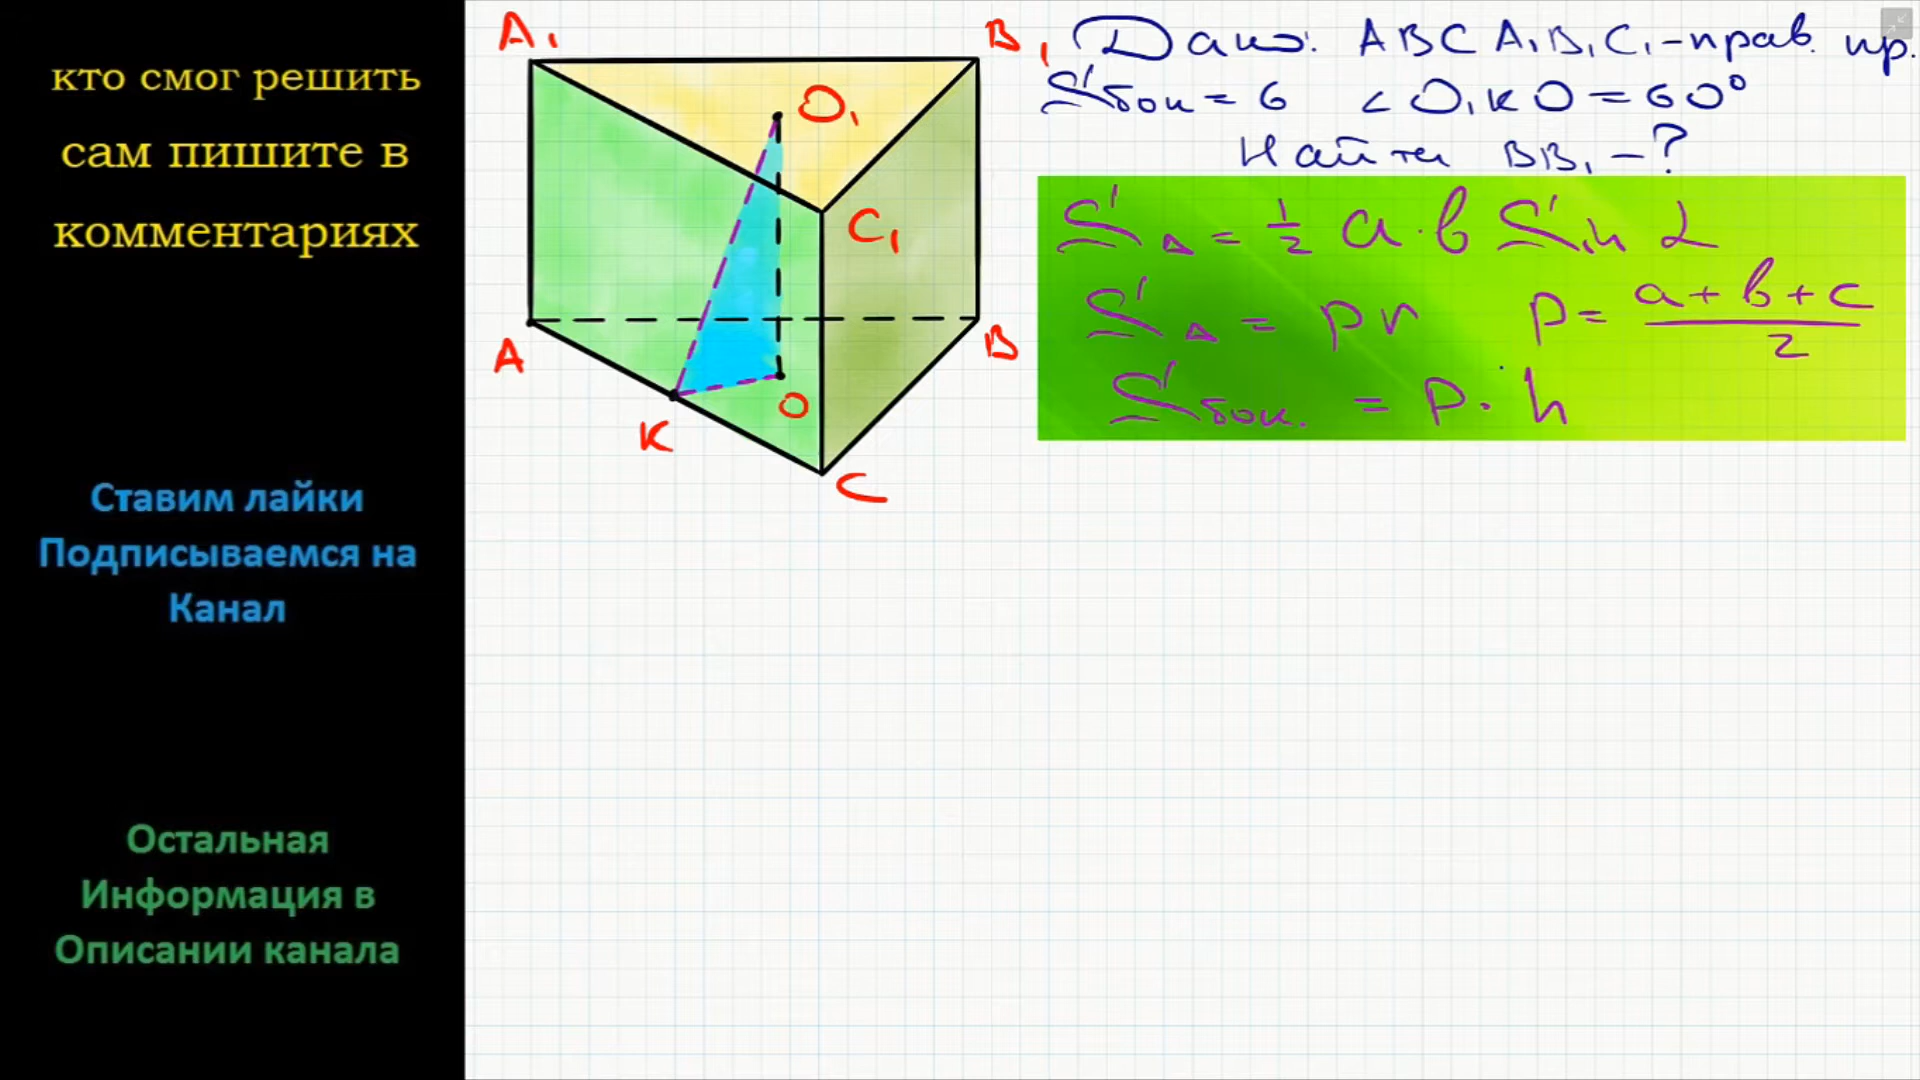 кто смог решить
сам пишите в
комментариях
Ставим лайки
Подписываемся на
Канал
Остальная
Информация в
Описании канала
A₁
B₁
O₁
C₁
A
B
O
K
C
Дано: ABCA₁B₁C₁ - прав. пр.
Sбок = 6 < O₁KO = 60°
Найти BB₁ - ?
S△ = 1/2 a·b Sin α
S△ = pr p = (a+b+c)/2
Sбок. = P·h